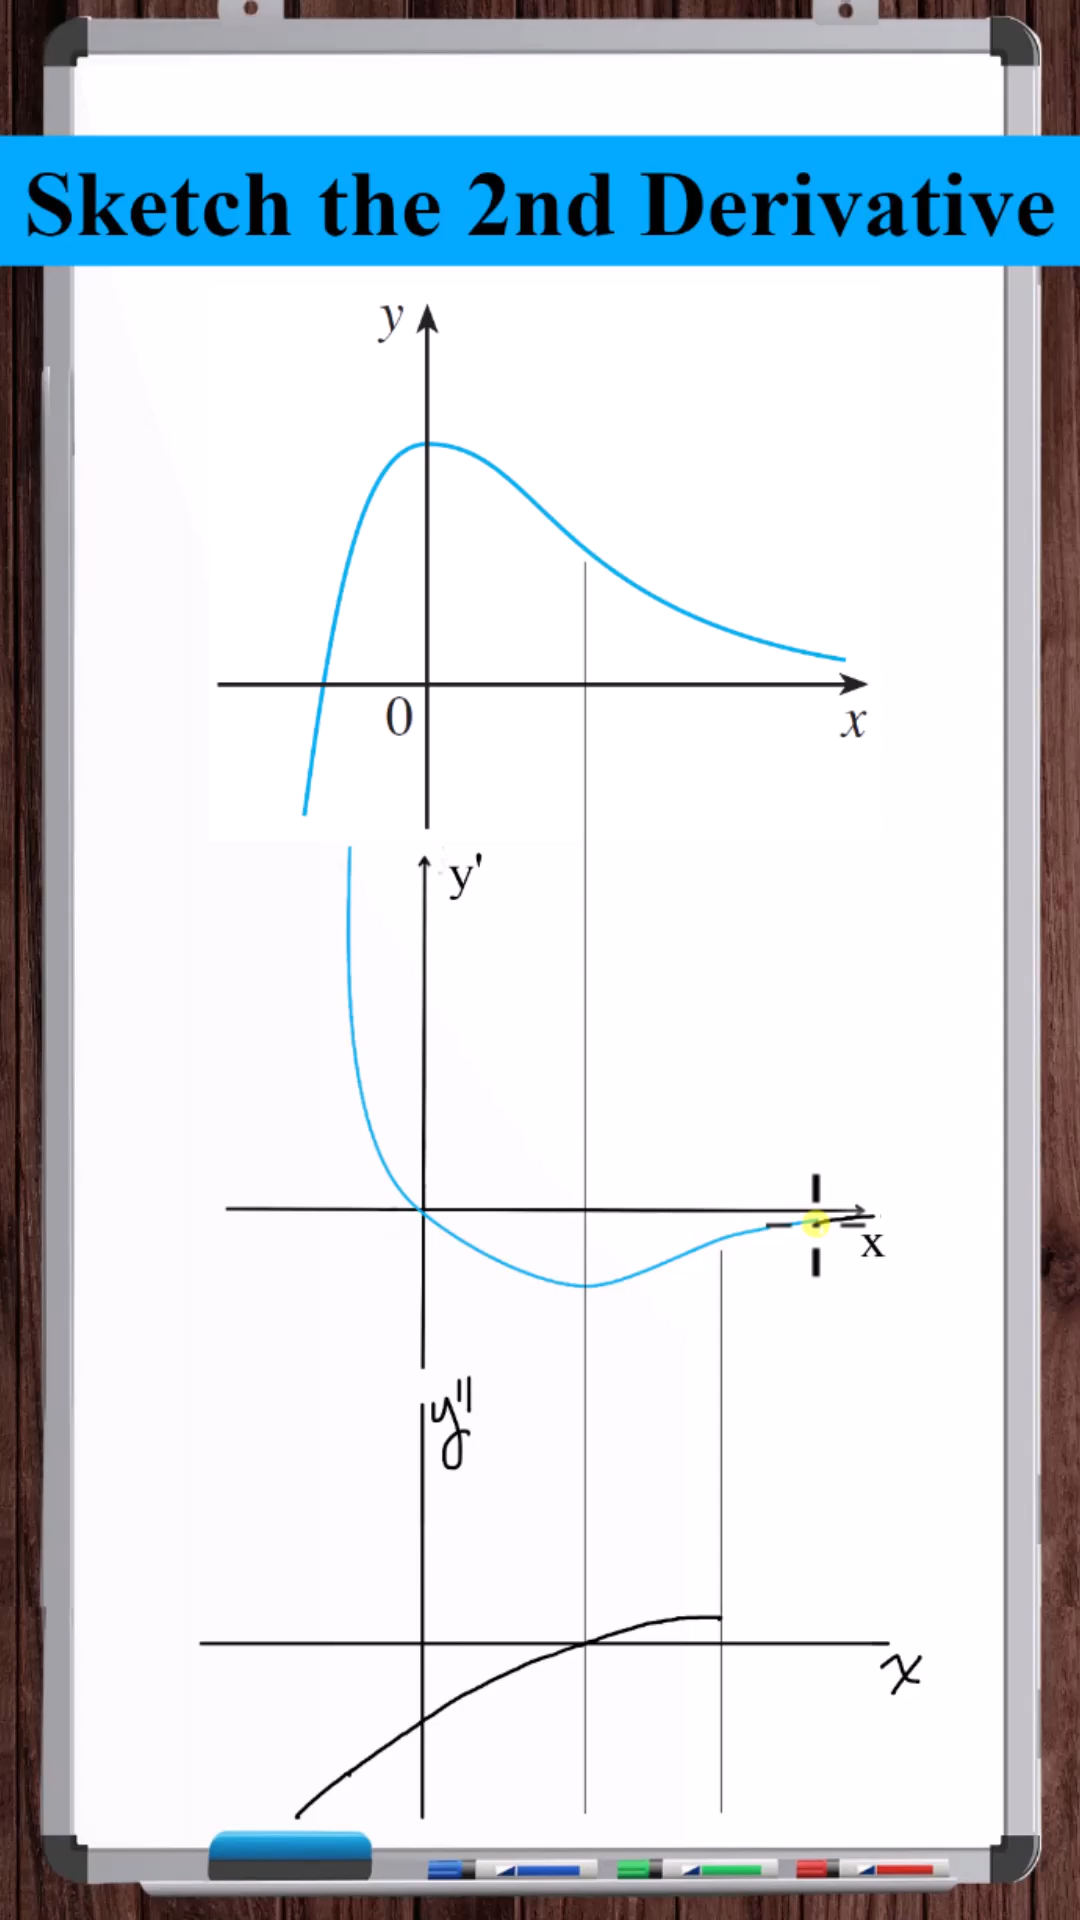 Sketch the 2nd Derivative
y
0
x
y'
x
y"
x